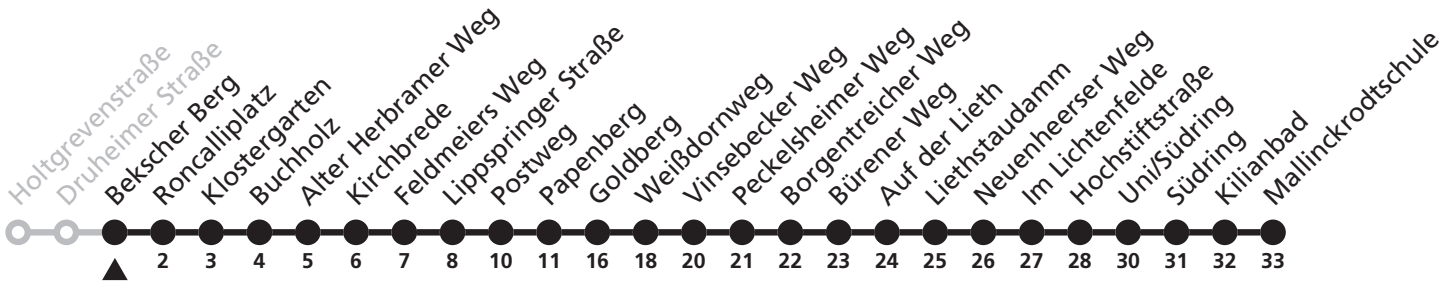 Holtgrevenstraße
Druheimer Straße
Bekscher Berg
Roncalliplatz
Klostergarten
Buchholz
Alter Herbramer Weg
Kirchbrede
Feldmeiers Weg
Lippspringer Straße
Postweg
Papenberg
Goldberg
Weißdornweg
Vinsebecker Weg
Peckelsheimer Weg
Borgentreicher Weg
Bürener Weg
Auf der Lieth
Liethstaudamm
Neuenheerser Weg
Im Lichtenfelde
Hochstiftstraße
Uni/Südring
Südring
Kilianbad
Mallinckrodtschule
2 3 4 5 6 7 8 10 11 16 18 20 21 22 23 24 25 26 27 28 30 31 32 33